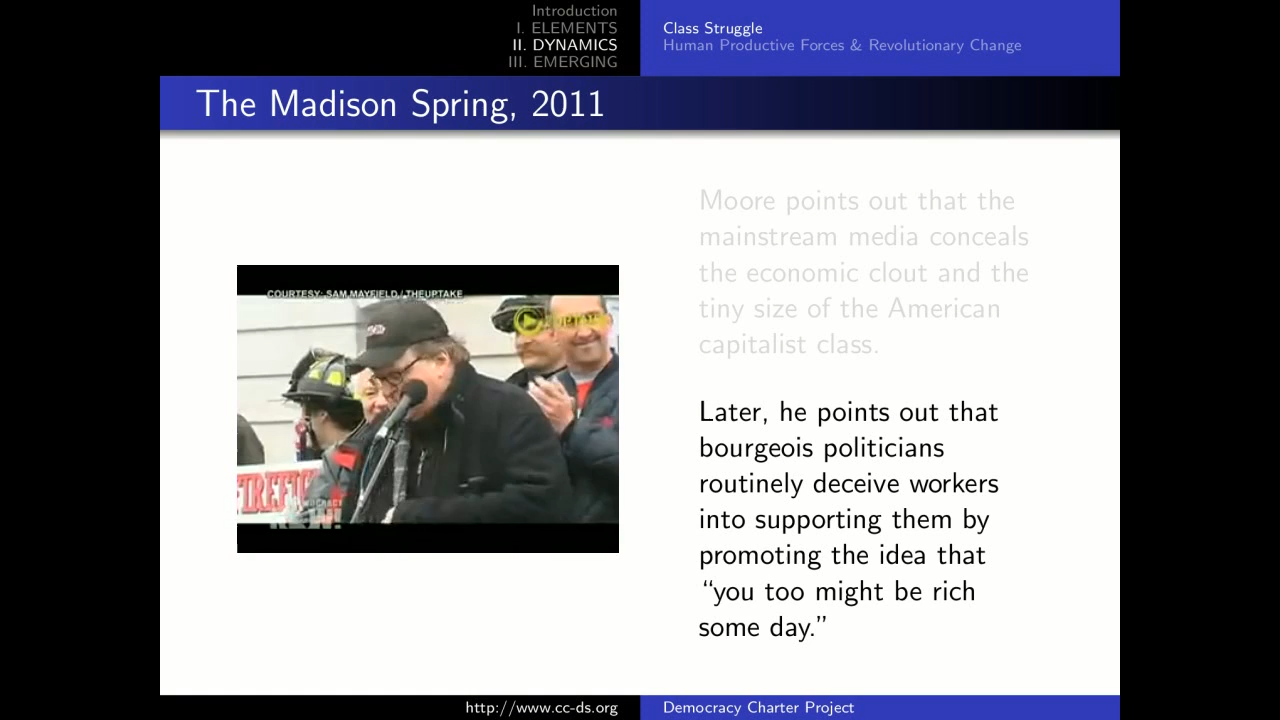 Introduction
I. ELEMENTS
II. DYNAMICS
III. EMERGING
Class Struggle
Human Productive Forces & Revolutionary Change
The Madison Spring, 2011
Moore points out that the
mainstream media conceals
the economic clout and the
tiny size of the American
capitalist class.
Later, he points out that
bourgeois politicians
routinely deceive workers
into supporting them by
promoting the idea that
“you too might be rich
some day.”
COURTESY: SAM MAYFIELD / THEUPTAKE
http://www.cc-ds.org
Democracy Charter Project